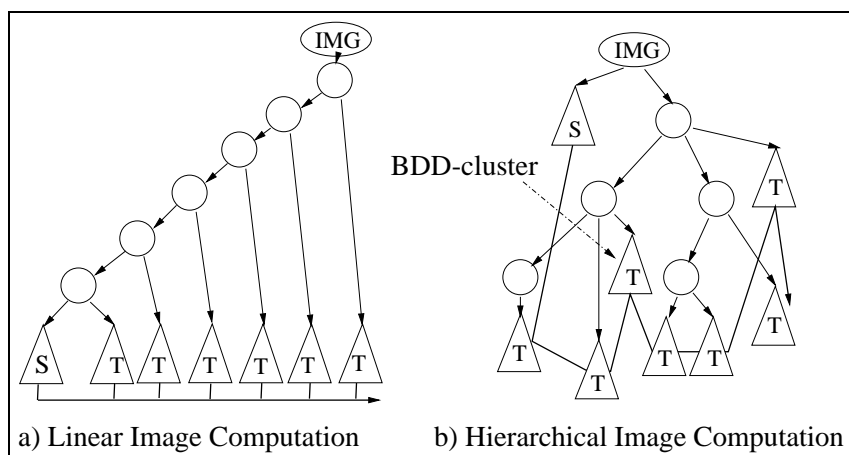 IMG
S
T
T
T
T
T
T
a) Linear Image Computation
IMG
S
T
BDD-cluster
T
T
T
T
T
T
b) Hierarchical Image Computation